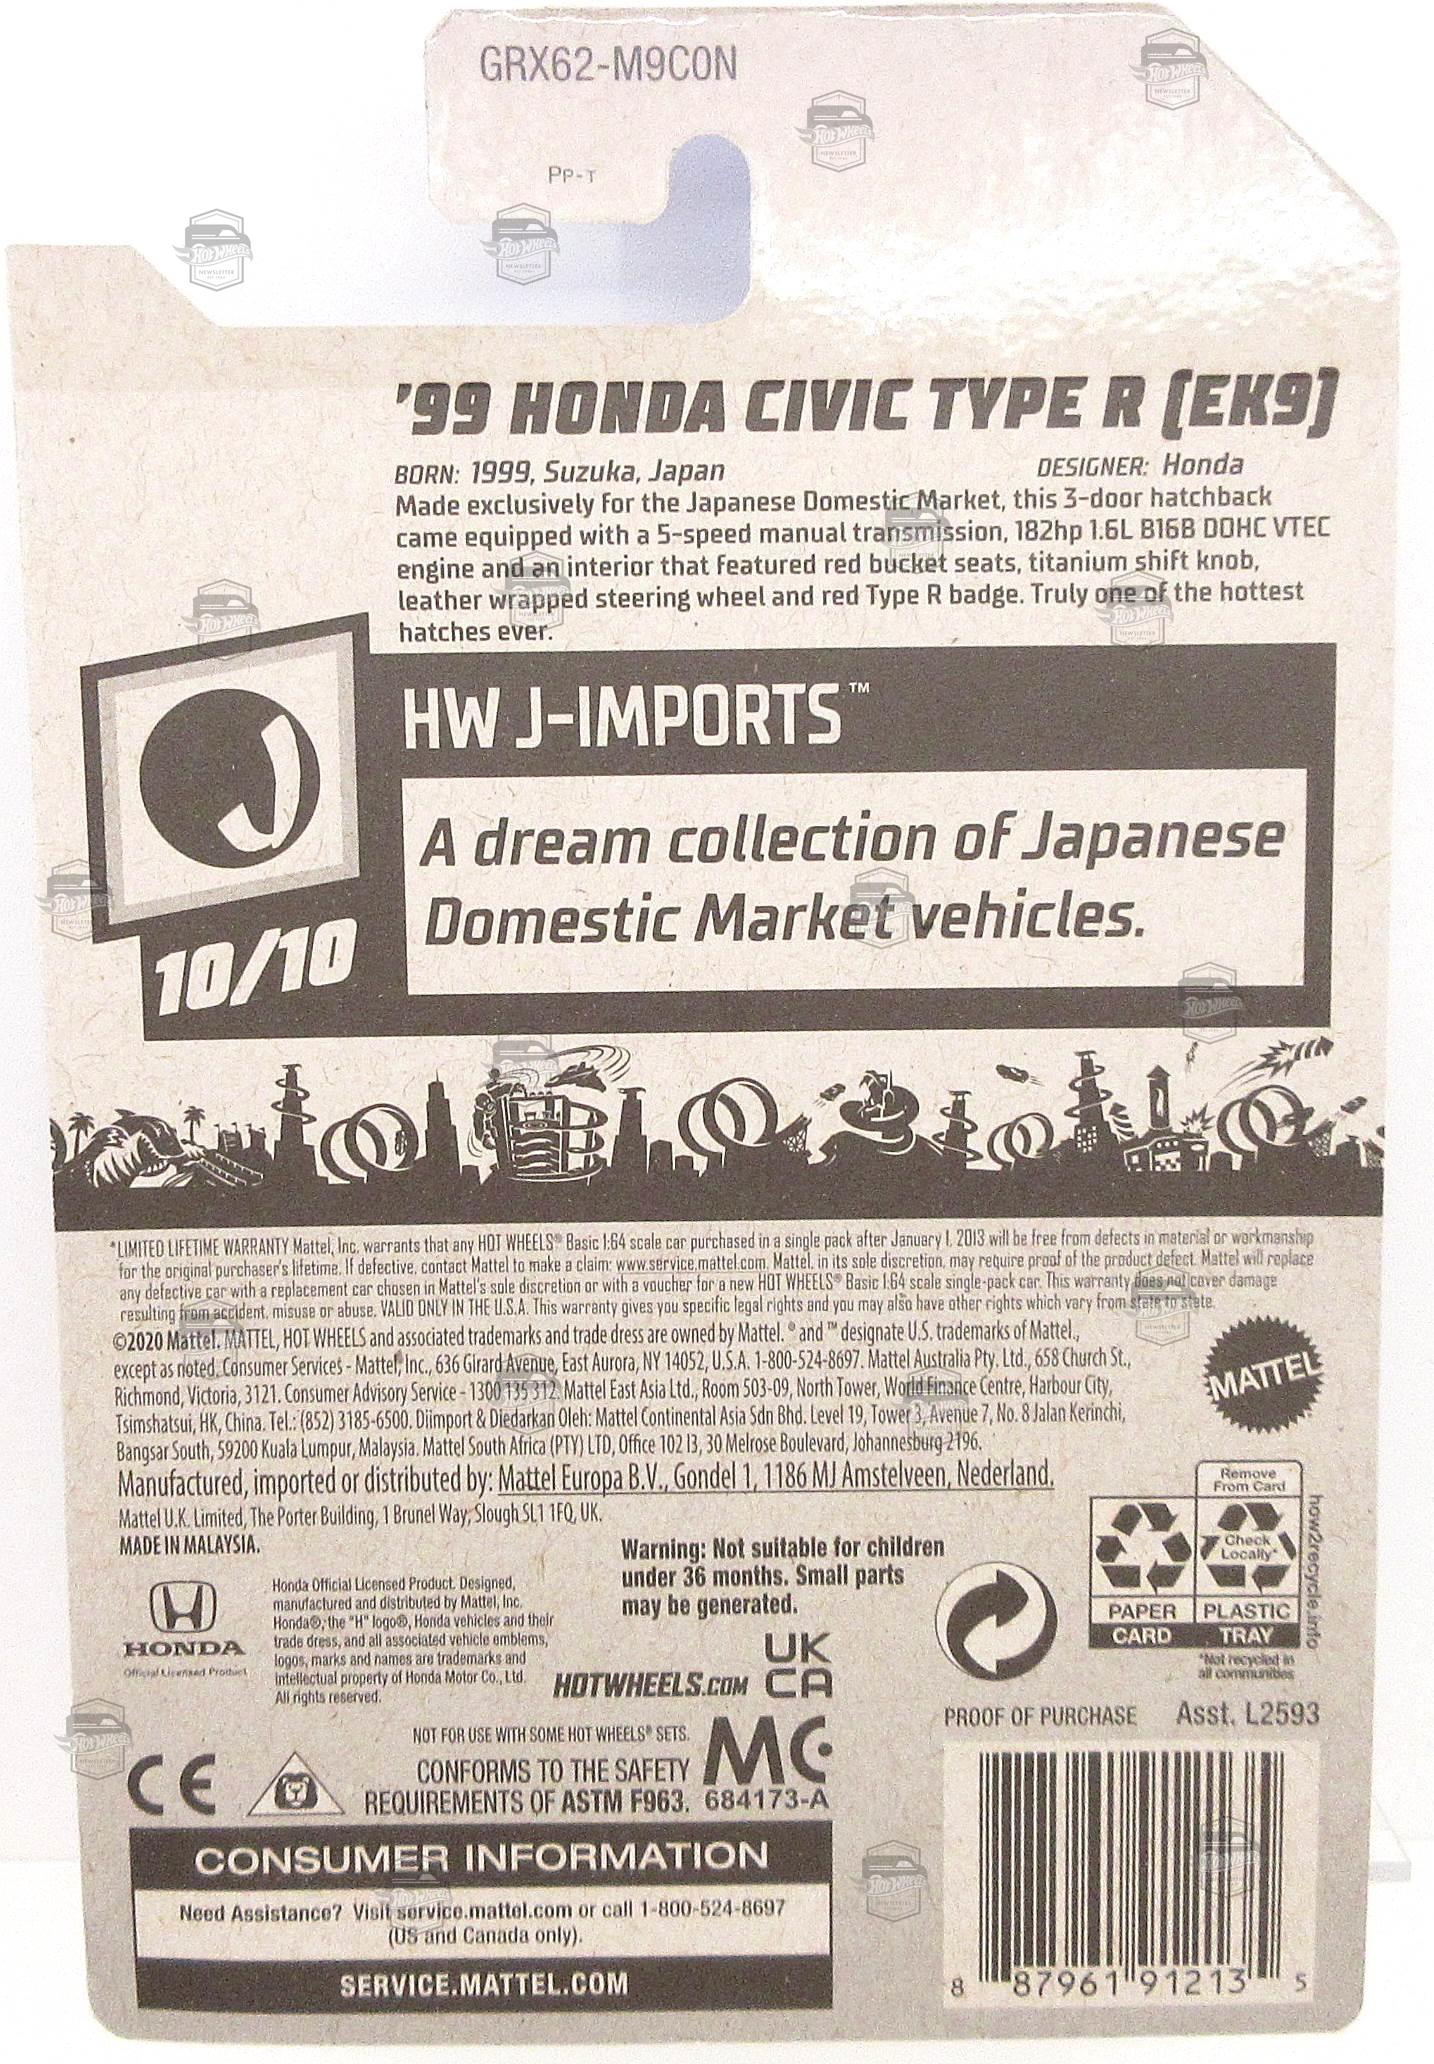 GRX62-M9C0N
PP-T
'99 HONDA CIVIC TYPE R (EK9)
BORN: 1999, Suzuka, Japan DESIGNER: Honda
Made exclusively for the Japanese Domestic Market, this 3-door hatchback
came equipped with a 5-speed manual transmission, 182hp 1.6L B16B DOHC VTEC
engine and an interior that featured red bucket seats, titanium shift knob,
leather wrapped steering wheel and red Type R badge. Truly one of the hottest
hatches ever.
J
HW J-IMPORTS™
A dream collection of Japanese
Domestic Market vehicles.
10/10
*LIMITED LIFETIME WARRANTY Mattel, Inc. warrants that any HOT WHEELS® Basic 1:64 scale car purchased in a single pack after January 1, 2013 will be free from defects in material or workmanship
for the original purchaser's lifetime. If defective, contact Mattel to make a claim: www.service.mattel.com. Mattel, in its sole discretion, may require proof of the product defect. Mattel will replace
any defective car with a replacement car chosen in Mattel's sole discretion or with a voucher for a new HOT WHEELS® Basic 1:64 scale single-pack car. This warranty does not cover damage
resulting from accident, misuse or abuse. VALID ONLY IN THE U.S.A. This warranty gives you specific legal rights and you may also have other rights which vary from state to state.
©2020 Mattel. MATTEL, HOT WHEELS and associated trademarks and trade dress are owned by Mattel. ® and ™ designate U.S. trademarks of Mattel.,
except as noted. Consumer Services - Mattel, Inc., 636 Girard Avenue, East Aurora, NY 14052, U.S.A. 1-800-524-8697. Mattel Australia Pty. Ltd., 658 Church St.,
Richmond, Victoria, 3121. Consumer Advisory Service - 1300 135 312. Mattel East Asia Ltd., Room 503-09, North Tower, World Finance Centre, Harbour City,
Tsimshatsui, HK, China. Tel.: (852) 3185-6500. Diimport & Diedarkan Oleh: Mattel Continental Asia Sdn Bhd. Level 19, Tower 3, Avenue 7, No. 8 Jalan Kerinchi,
Bangsar South, 59200 Kuala Lumpur, Malaysia. Mattel South Africa (PTY) LTD, Office 102 I3, 30 Melrose Boulevard, Johannesburg 2196.
Manufactured, imported or distributed by: Mattel Europa B.V., Gondel 1, 1186 MJ Amstelveen, Nederland.
Mattel U.K. Limited, The Porter Building, 1 Brunel Way, Slough SL1 1FQ, UK.
MADE IN MALAYSIA.
MATTEL
Remove
From Card
Check
Locally*
PAPER
CARD
PLASTIC
TRAY
*Not recycled in
all communities
how2recycle.info
Warning: Not suitable for children
under 36 months. Small parts
may be generated.
HONDA
Official Licensed Product
Honda Official Licensed Product. Designed,
manufactured and distributed by Mattel, Inc.
Honda®, the "H" logo®, Honda vehicles and their
trade dress, and all associated vehicle emblems,
logos, marks and names are trademarks and
intellectual property of Honda Motor Co., Ltd.
All rights reserved.
HOTWHEELS.COM
UK
CA
PROOF OF PURCHASE Asst. L2593
NOT FOR USE WITH SOME HOT WHEELS® SETS.
CE
CONFORMS TO THE SAFETY
REQUIREMENTS OF ASTM F963.
MC
684173-A
CONSUMER INFORMATION
Need Assistance? Visit service.mattel.com or call 1-800-524-8697
(US and Canada only).
SERVICE.MATTEL.COM
8 87961 91213 5
Hot Wheels
NEWSLETTER